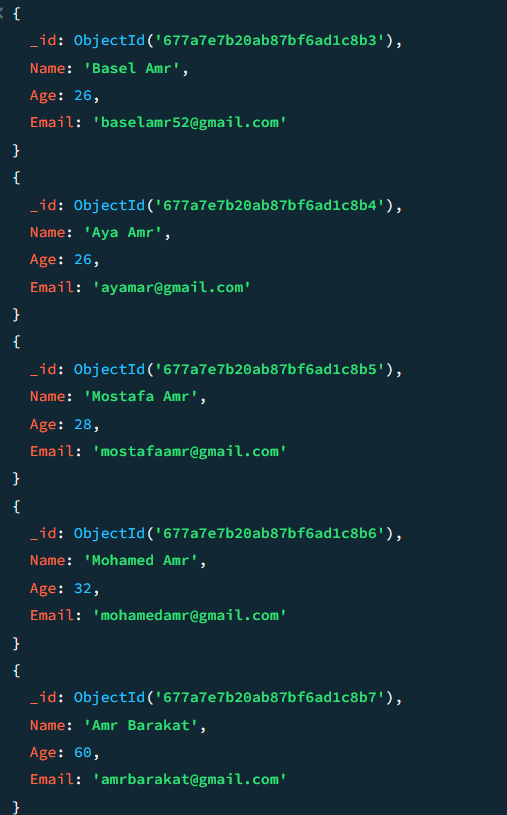 {
_id: ObjectId('677a7e7b20ab87bf6ad1c8b3'),
Name: 'Basel Amr',
Age: 26,
Email: 'baselamr52@gmail.com'
}
{
_id: ObjectId('677a7e7b20ab87bf6ad1c8b4'),
Name: 'Aya Amr',
Age: 26,
Email: 'ayamar@gmail.com'
}
{
_id: ObjectId('677a7e7b20ab87bf6ad1c8b5'),
Name: 'Mostafa Amr',
Age: 28,
Email: 'mostafaamr@gmail.com'
}
{
_id: ObjectId('677a7e7b20ab87bf6ad1c8b6'),
Name: 'Mohamed Amr',
Age: 32,
Email: 'mohamedamr@gmail.com'
}
{
_id: ObjectId('677a7e7b20ab87bf6ad1c8b7'),
Name: 'Amr Barakat',
Age: 60,
Email: 'amrbarakat@gmail.com'
}